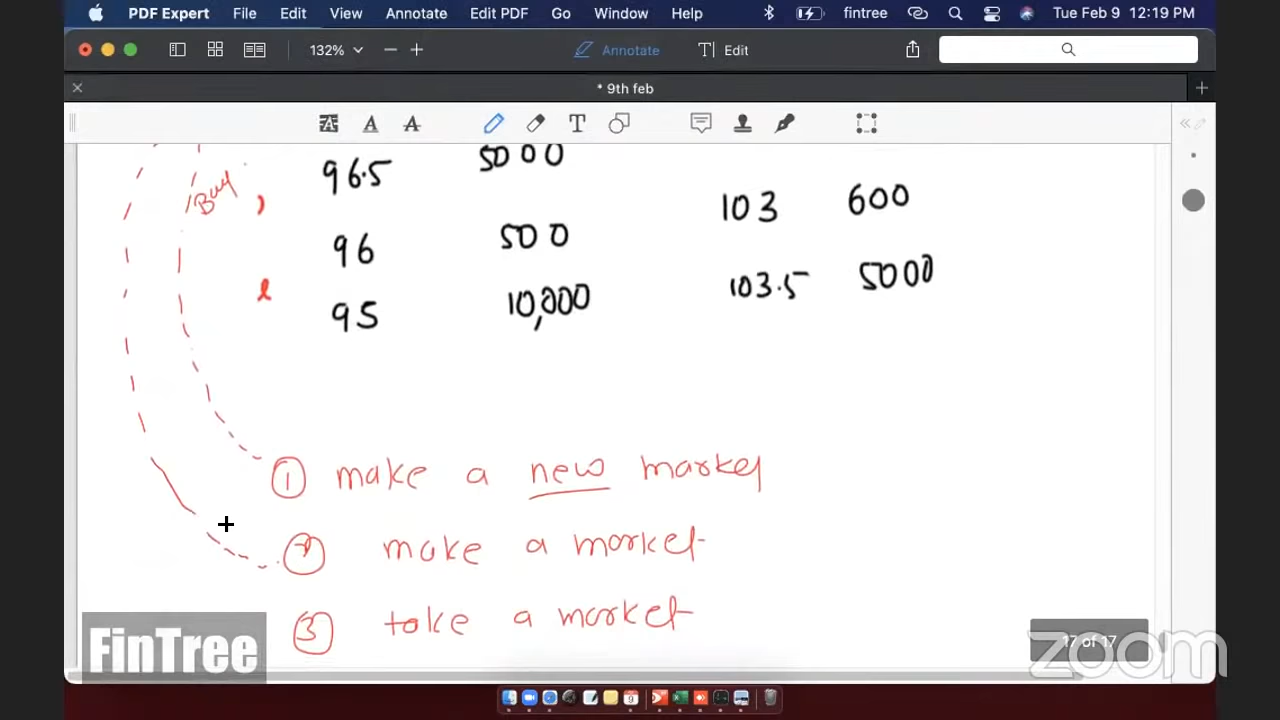 PDF Expert File Edit View Annotate Edit PDF Go Window Help fintree Tue Feb 9 12:19 PM
132% Annotate T Edit
* 9th feb
96.5 5000
Buy 103 600
96 500
103.5 5000
95 10,000
1 make a new market
2 make a market
3 take a market
17 of 17
FinTree zoom